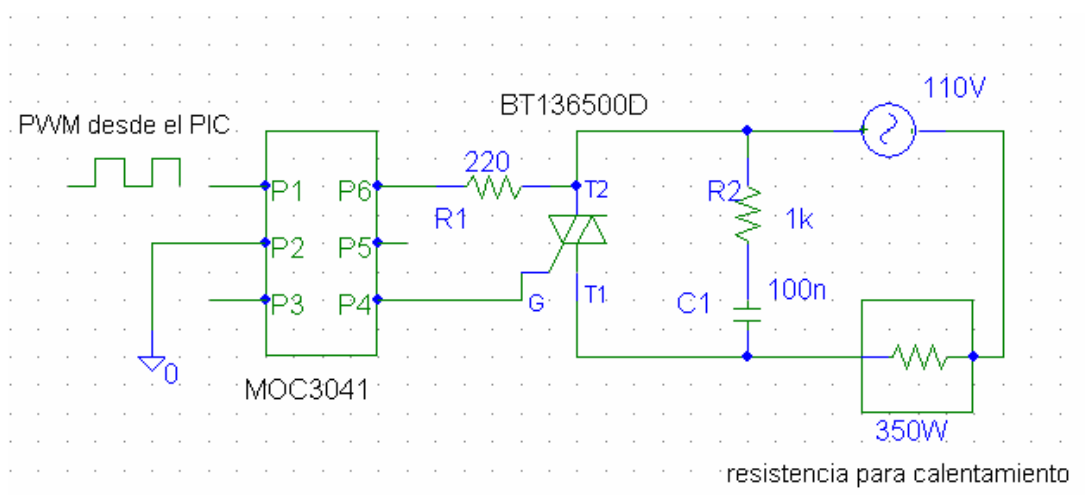 110V
BT136500D
PWM desde el PIC
220
P1
P6
T2
R2
R1
1k
P2
P5
P3
P4
G
T1
C1
100n
0
MOC3041
350W
resistencia para calentamiento